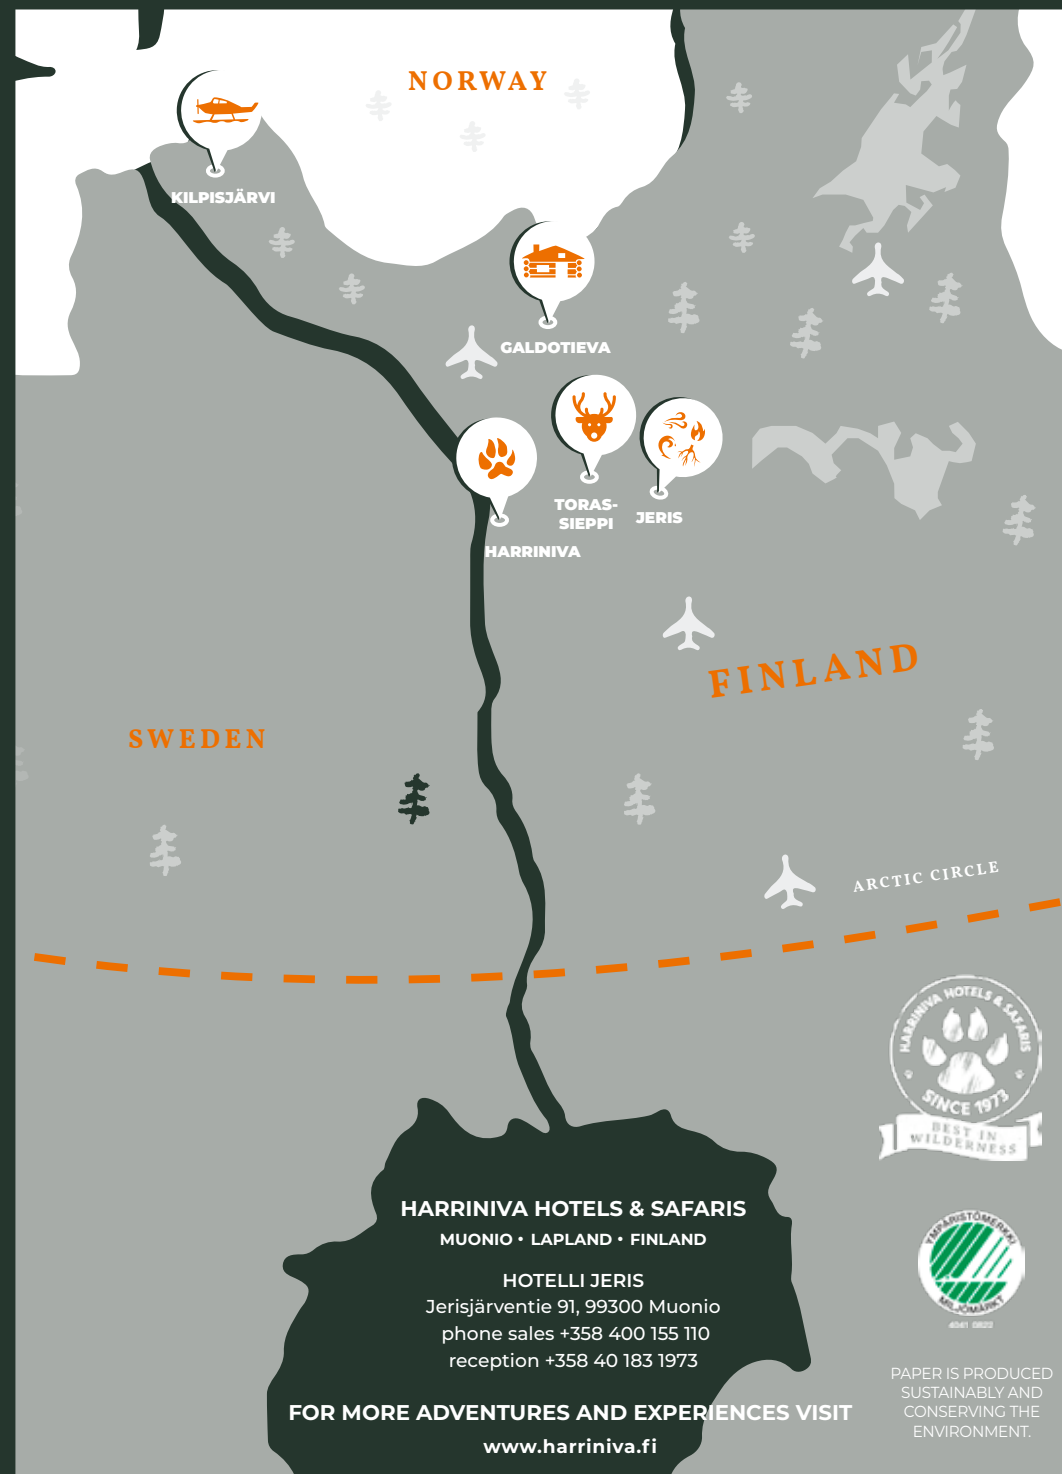 NORWAY
KILPISJÄRVI
GALDOTIEVA
TORAS-
SIEPPI
JERIS
HARRINIVA
FINLAND
SWEDEN
ARCTIC CIRCLE
HARRINIVA HOTELS & SAFARIS
SINCE 1973
BEST IN
WILDERNESS
HARRINIVA HOTELS & SAFARIS
MUONIO • LAPLAND • FINLAND
HOTELLI JERIS
Jerisjärventie 91, 99300 Muonio
phone sales +358 400 155 110
reception +358 40 183 1973
FOR MORE ADVENTURES AND EXPERIENCES VISIT
www.harriniva.fi
YMPÄRISTÖMERKKI
MILJÖMÄRKT
4041 0822
PAPER IS PRODUCED
SUSTAINABLY AND
CONSERVING THE
ENVIRONMENT.